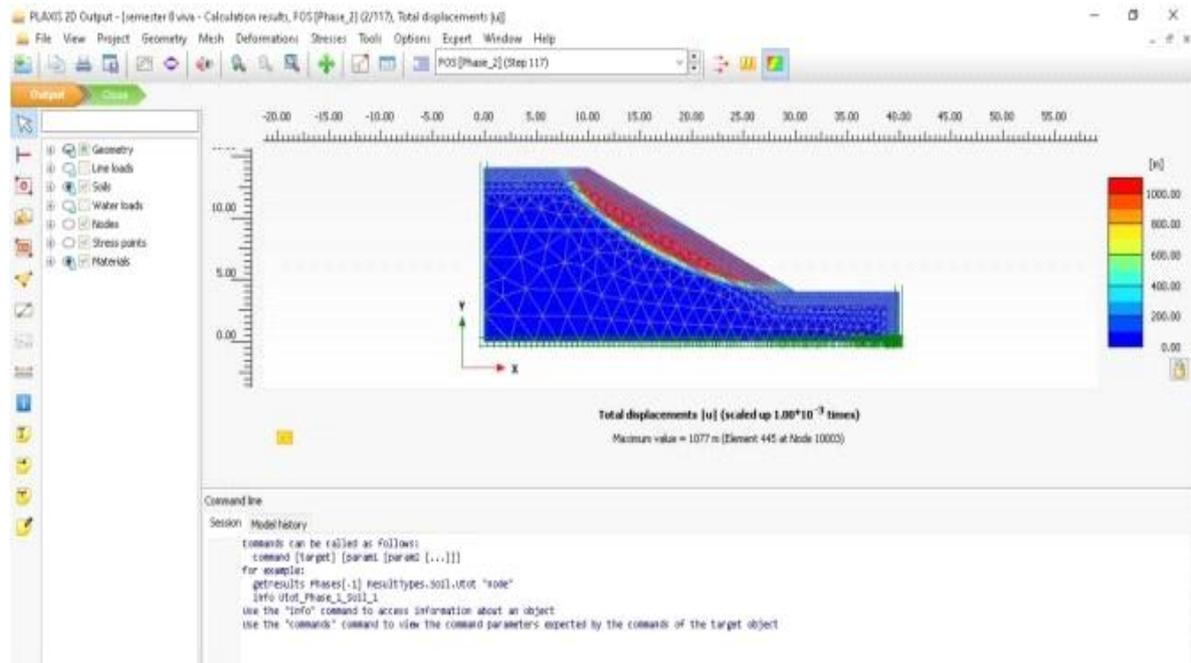 PLAXIS 2D Output - [semester 8 viva - Calculation results, FOS [Phase_2] (2/117), Total displacements |u|]
File View Project Geometry Mesh Deformations Stresses Tools Options Expert Window Help
FOS [Phase_2] (Step 117)
Output Close
-20.00 -15.00 -10.00 -5.00 0.00 5.00 10.00 15.00 20.00 25.00 30.00 35.00 40.00 45.00 50.00 55.00
Geometry
Line loads
Soils
Water loads
Nodes
Stress points
Materials
10.00
5.00
0.00
Y
X
[m]
1000.00
800.00
600.00
400.00
200.00
0.00
Total displacements |u| (scaled up 1.00*10⁻³ times)
Maximum value = 1077 m (Element 445 at Node 10003)
Command line
Session Model history
Commands can be called as follows:
command [target] [param1 [param2 [...]]]
for example:
getresults Phases[-1] ResultTypes.Soil.Utot "node"
info Utot_Phase_1_Soil_1
Use the "info" command to access information about an object
Use the "commands" command to view the command parameters expected by the commands of the target object